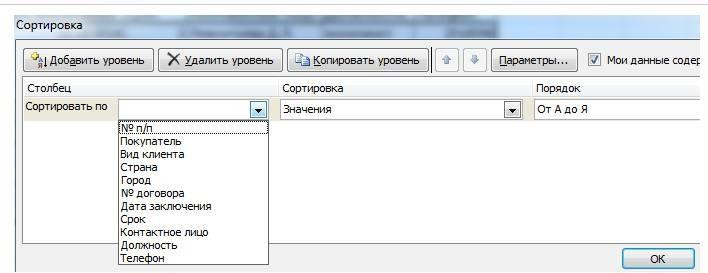 Сортировка
Добавить уровень Удалить уровень Копировать уровень Параметры... Мои данные содер
Столбец Сортировка Порядок
Сортировать по Значения От А до Я
№ п/п
Покупатель
Вид клиента
Страна
Город
№ договора
Дата заключения
Срок
Контактное лицо
Должность
Телефон
ОК